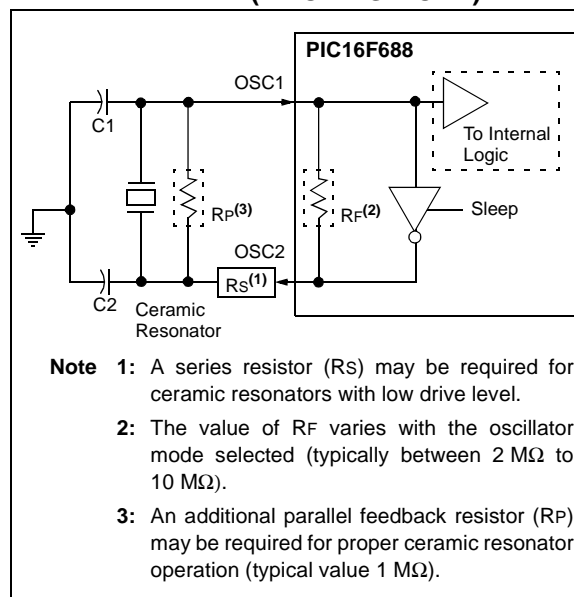 PIC16F688
OSC1
C1
To Internal
Logic
RP(3)
RF(2)
Sleep
OSC2
RS(1)
C2
Ceramic
Resonator
Note 1: A series resistor (RS) may be required for
ceramic resonators with low drive level.
2: The value of RF varies with the oscillator
mode selected (typically between 2 MΩ to
10 MΩ).
3: An additional parallel feedback resistor (RP)
may be required for proper ceramic resonator
operation (typical value 1 MΩ).